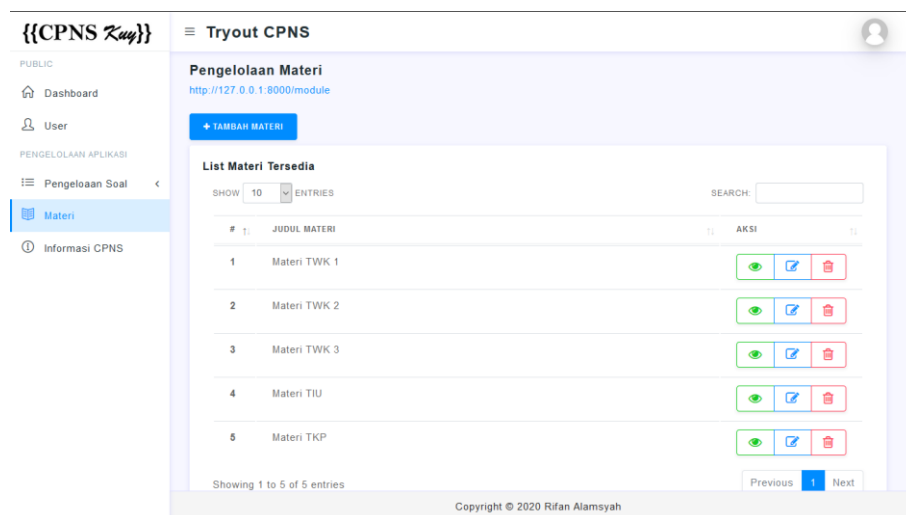 {{CPNS Kuy}}
Tryout CPNS
PUBLIC
Dashboard
User
PENGELOLAAN APLIKASI
Pengeloaan Soal
Materi
Informasi CPNS
Pengelolaan Materi
http://127.0.0.1:8000/module
+ TAMBAH MATERI
List Materi Tersedia
SHOW 10 ENTRIES SEARCH:
# JUDUL MATERI AKSI
1 Materi TWK 1
2 Materi TWK 2
3 Materi TWK 3
4 Materi TIU
5 Materi TKP
Showing 1 to 5 of 5 entries Previous 1 Next
Copyright © 2020 Rifan Alamsyah